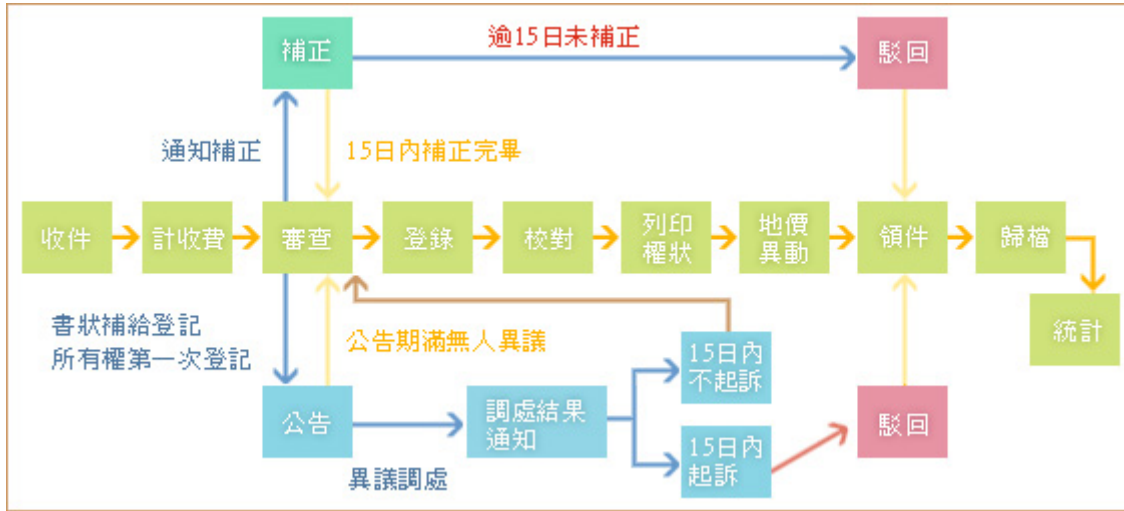 補正
逾15日未補正
駁回
通知補正
15日內補正完畢
收件
計收費
審查
登錄
校對
列印
權狀
地價
異動
領件
歸檔
統計
書狀補給登記
所有權第一次登記
公告期滿無人異議
15日內
不起訴
公告
調處結果
通知
異議調處
15日內
起訴
駁回